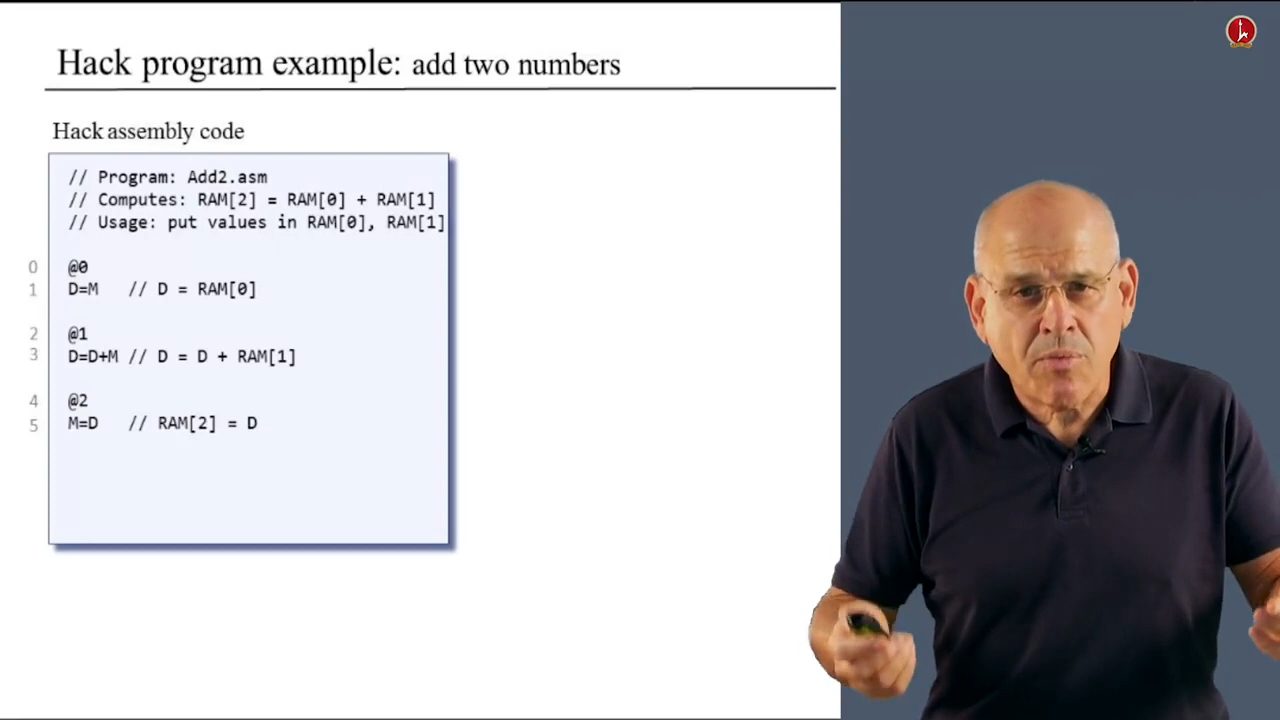 Hack program example: add two numbers
Hack assembly code
// Program: Add2.asm
// Computes: RAM[2] = RAM[0] + RAM[1]
// Usage: put values in RAM[0], RAM[1]
0 @0
1 D=M // D = RAM[0]
2 @1
3 D=D+M // D = D + RAM[1]
4 @2
5 M=D // RAM[2] = D